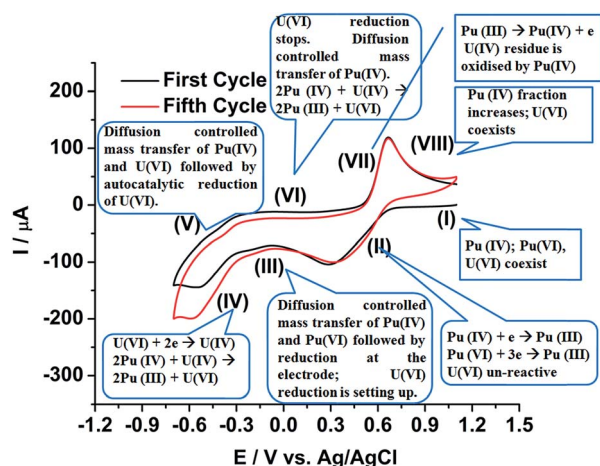 U(VI) reduction
stops. Diffusion
controlled mass
transfer of Pu(IV).
2Pu (IV) + U(IV) →
2Pu (III) + U(VI)
Pu (III) → Pu(IV) + e
U(IV) residue is
oxidised by Pu(IV)
First Cycle
Fifth Cycle
Pu (IV) fraction
increases; U(VI)
coexists
Diffusion controlled
mass transfer of Pu(IV)
and U(VI) followed by
autocatalytic reduction
of U(VI).
(V)
(VI)
(VII)
(VIII)
(I)
(II)
(III)
(IV)
Pu (IV); Pu(VI),
U(VI) coexist
U(VI) + 2e → U(IV)
2Pu (IV) + U(IV) →
2Pu (III) + U(VI)
Diffusion controlled
mass transfer of Pu(IV)
and Pu(VI) followed by
reduction at the
electrode; U(VI)
reduction is setting up.
Pu (IV) + e → Pu (III)
Pu (VI) + 3e → Pu (III)
U(VI) un-reactive
I / μA
100
0
-100
-200
-300
-1.2 -0.9 -0.6 -0.3 0.0 0.3 0.6 0.9 1.2
E / V vs. Ag/AgCl